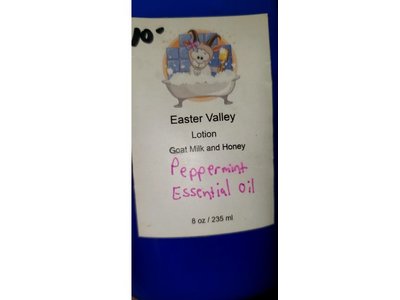 10-
Easter Valley
Lotion
Goat Milk and Honey
Peppermint
Essential Oil
8 oz / 235 ml